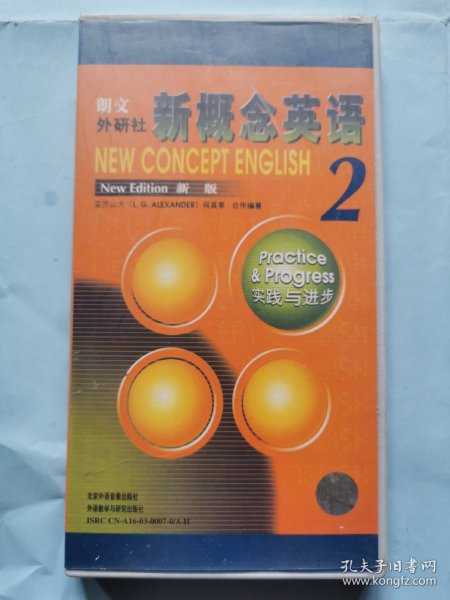 朗文
外研社
新概念英语
NEW CONCEPT ENGLISH
2
New Edition 新 版
亚历山大 (L. G. ALEXANDER) 何其莘 合作编著
Practice
& Progress
实践与进步
北京外语音像出版社
外语教学与研究出版社
ISRC CN-A16-03-0007-0/A.H
孔夫子旧书网
www.kongfz.com